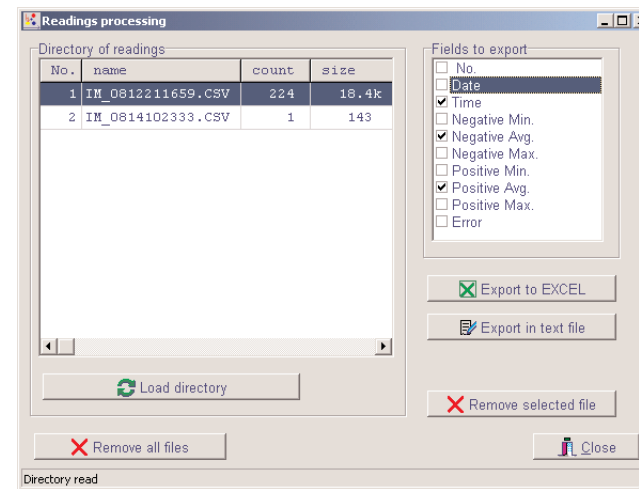 Readings processing
Directory of readings
No. name count size
1 IM_0812211659.CSV 224 18.4k
2 IM_0814102333.CSV 1 143
Load directory
Remove all files
Fields to export
No.
Date
Time
Negative Min.
Negative Avg.
Negative Max.
Positive Min.
Positive Avg.
Positive Max.
Error
Export to EXCEL
Export in text file
Remove selected file
Close
Directory read